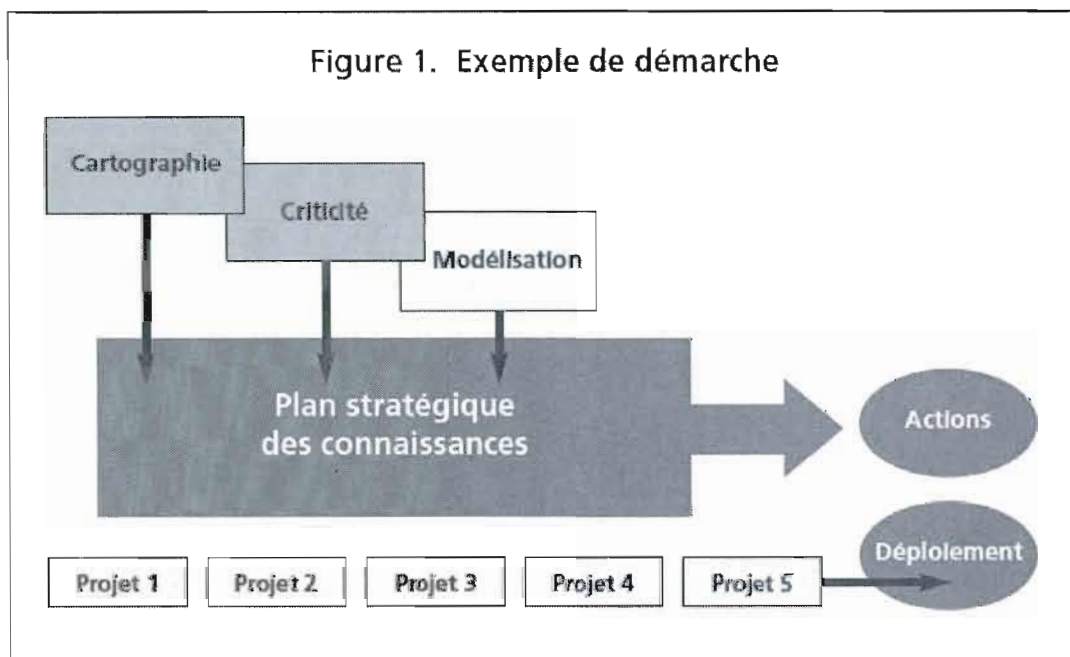 Figure 1. Exemple de démarche
Cartographie
Criticité
Modélisation
Plan stratégique
des connaissances
Actions
Déploiement
Projet 1
Projet 2
Projet 3
Projet 4
Projet 5